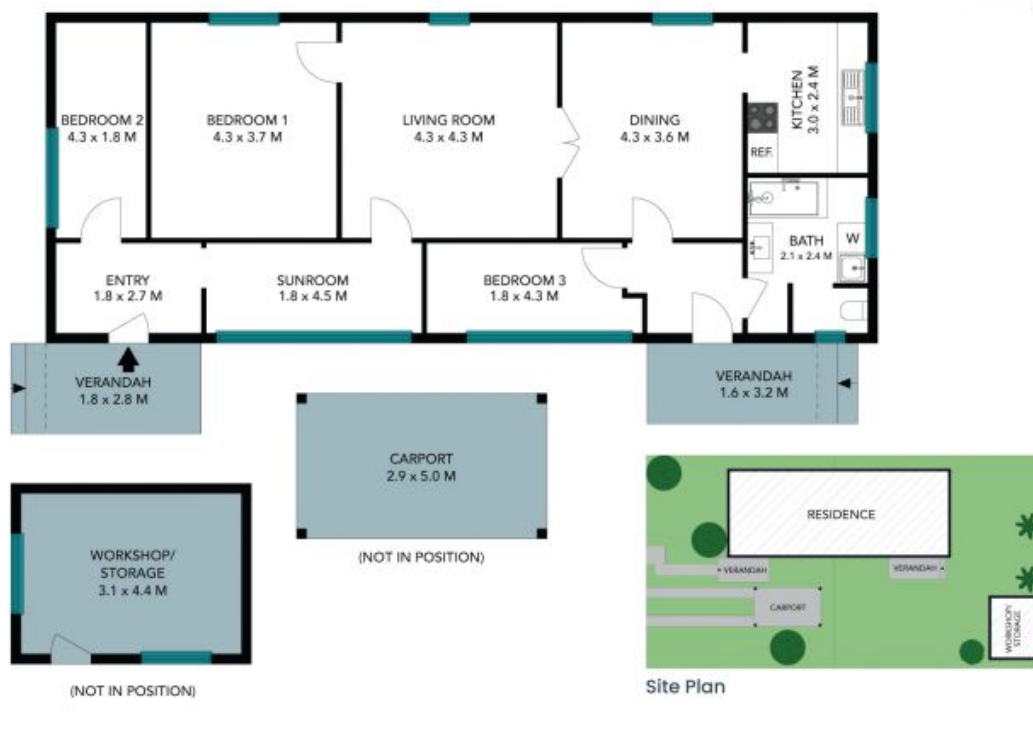 BEDROOM 2
4.3 x 1.8 M
BEDROOM 1
4.3 x 3.7 M
LIVING ROOM
4.3 x 4.3 M
DINING
4.3 x 3.6 M
KITCHEN
3.0 x 2.4 M
REF.
BATH
2.1 x 2.4 M
W
ENTRY
1.8 x 2.7 M
SUNROOM
1.8 x 4.5 M
BEDROOM 3
1.8 x 4.3 M
VERANDAH
1.8 x 2.8 M
VERANDAH
1.6 x 3.2 M
CARPORT
2.9 x 5.0 M
(NOT IN POSITION)
WORKSHOP/
STORAGE
3.1 x 4.4 M
(NOT IN POSITION)
RESIDENCE
VERANDAH
VERANDAH
CARPORT
WORKSHOP/
STORAGE
Site Plan